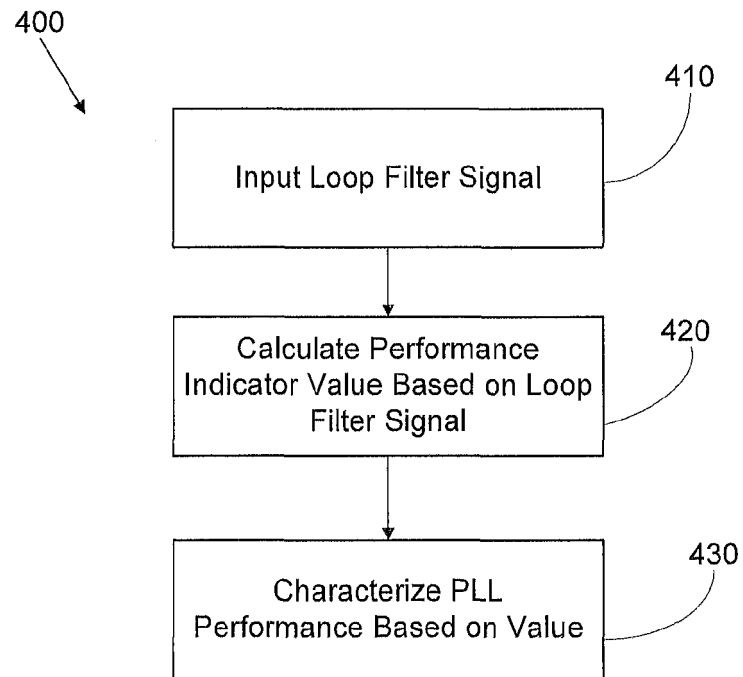 400
410
Input Loop Filter Signal
420
Calculate Performance
Indicator Value Based on Loop
Filter Signal
430
Characterize PLL
Performance Based on Value